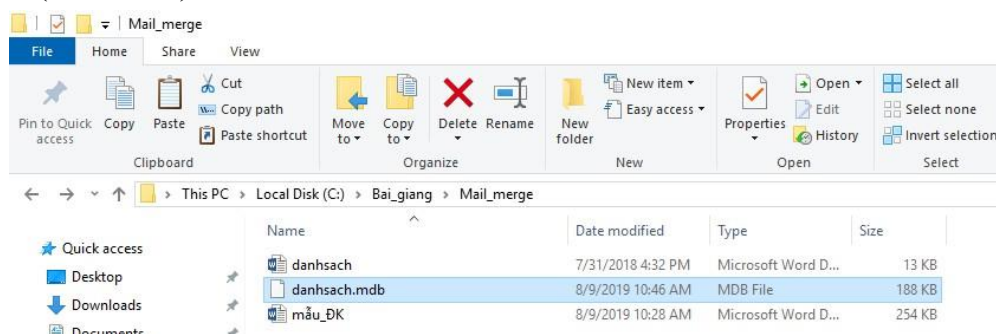 Mail_merge
File Home Share View
Pin to Quick access
Copy
Paste
Cut
Copy path
Paste shortcut
Move to
Copy to
Delete
Rename
New folder
New item
Easy access
Properties
Open
Edit
History
Select all
Select none
Invert selection
Clipboard Organize New Open Select
This PC > Local Disk (C:) > Bai_giang > Mail_merge
Name Date modified Type Size
Quick access
Desktop
Downloads
Documents
danhsach 7/31/2018 4:32 PM Microsoft Word D... 13 KB
danhsach.mdb 8/9/2019 10:46 AM MDB File 188 KB
mẫu_ĐK 8/9/2019 10:28 AM Microsoft Word D... 254 KB